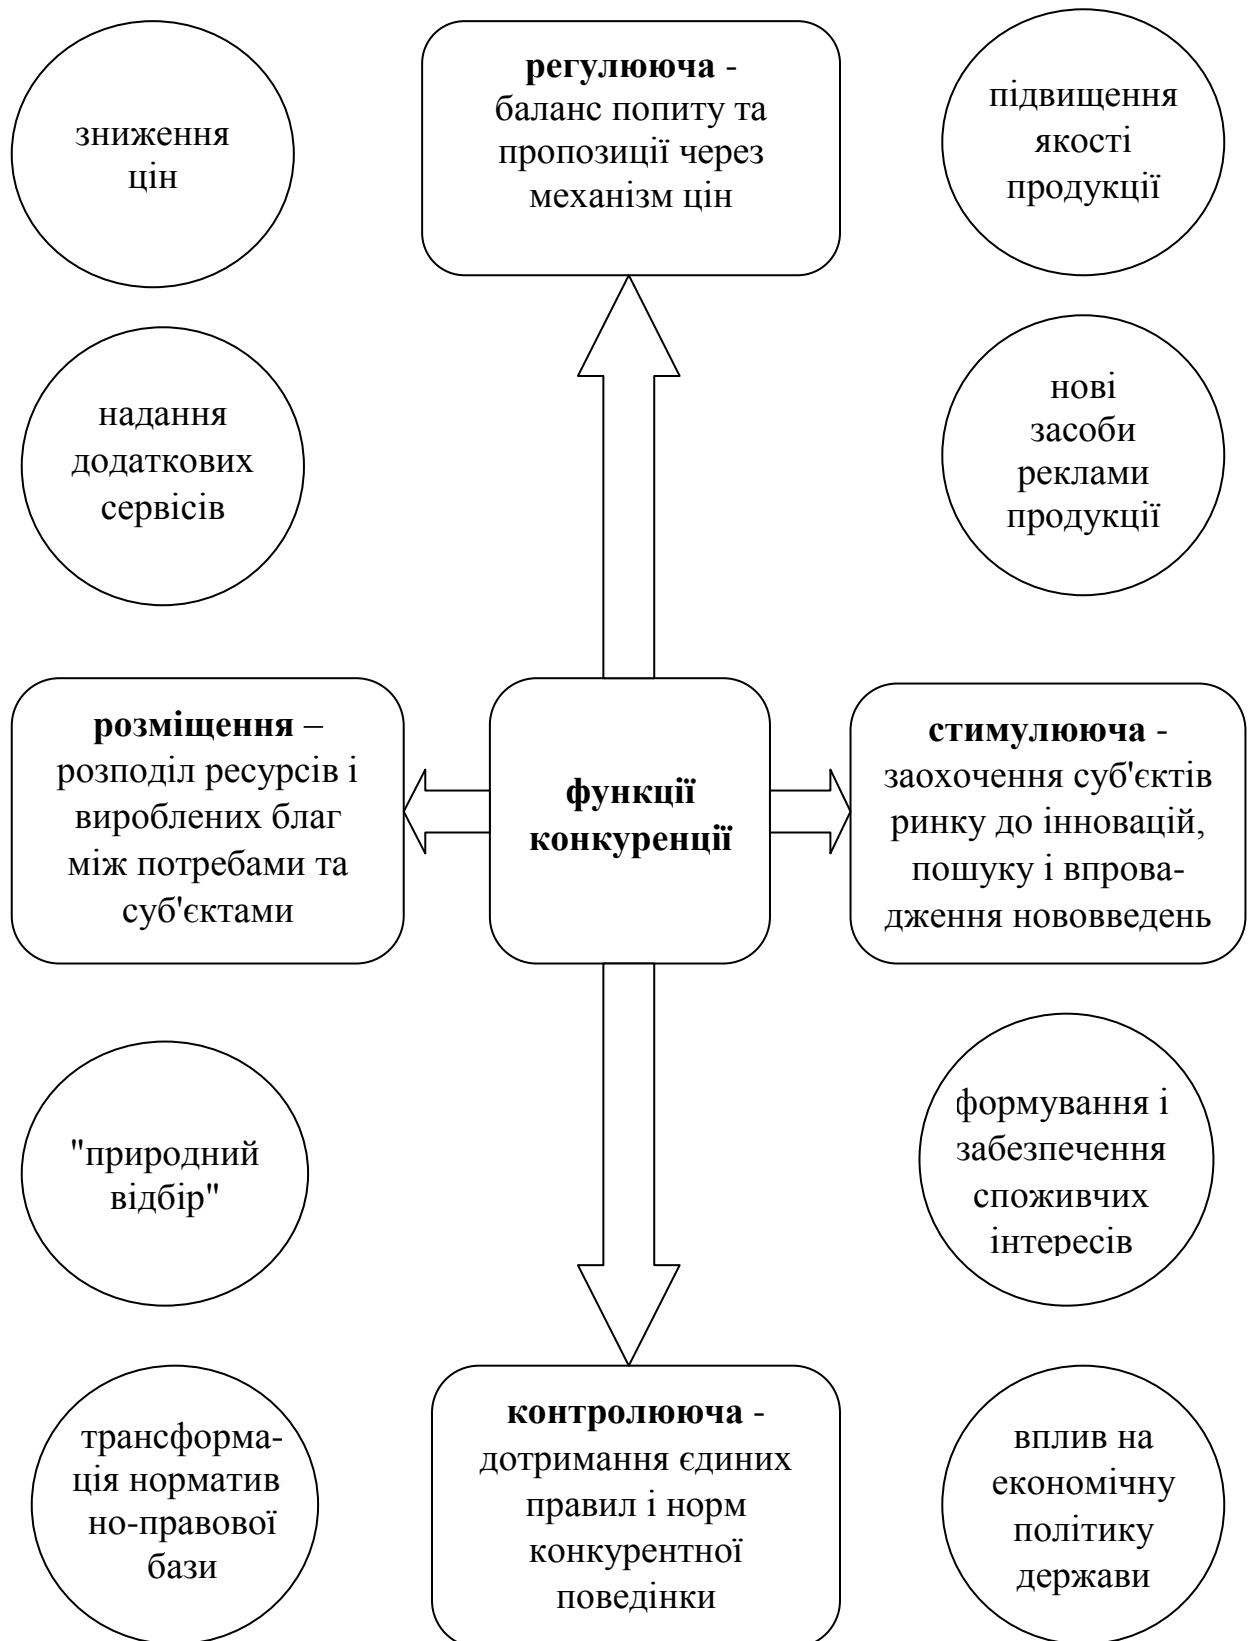 зниження
цін
регулююча -
баланс попиту та
пропозиції через
механізм цін
підвищення
якості
продукції
надання
додаткових
сервісів
нові
засоби
реклами
продукції
розміщення –
розподіл ресурсів і
вироблених благ
між потребами та
суб'єктами
функції
конкуренції
стимулююча -
заохочення суб'єктів
ринку до інновацій,
пошуку і впрова-
дження нововведень
"природний
відбір"
формування і
забезпечення
споживчих
інтересів
трансформа-
ція норматив
но-правової
бази
контролююча -
дотримання єдиних
правил і норм
конкурентної
поведінки
вплив на
економічну
політику
держави